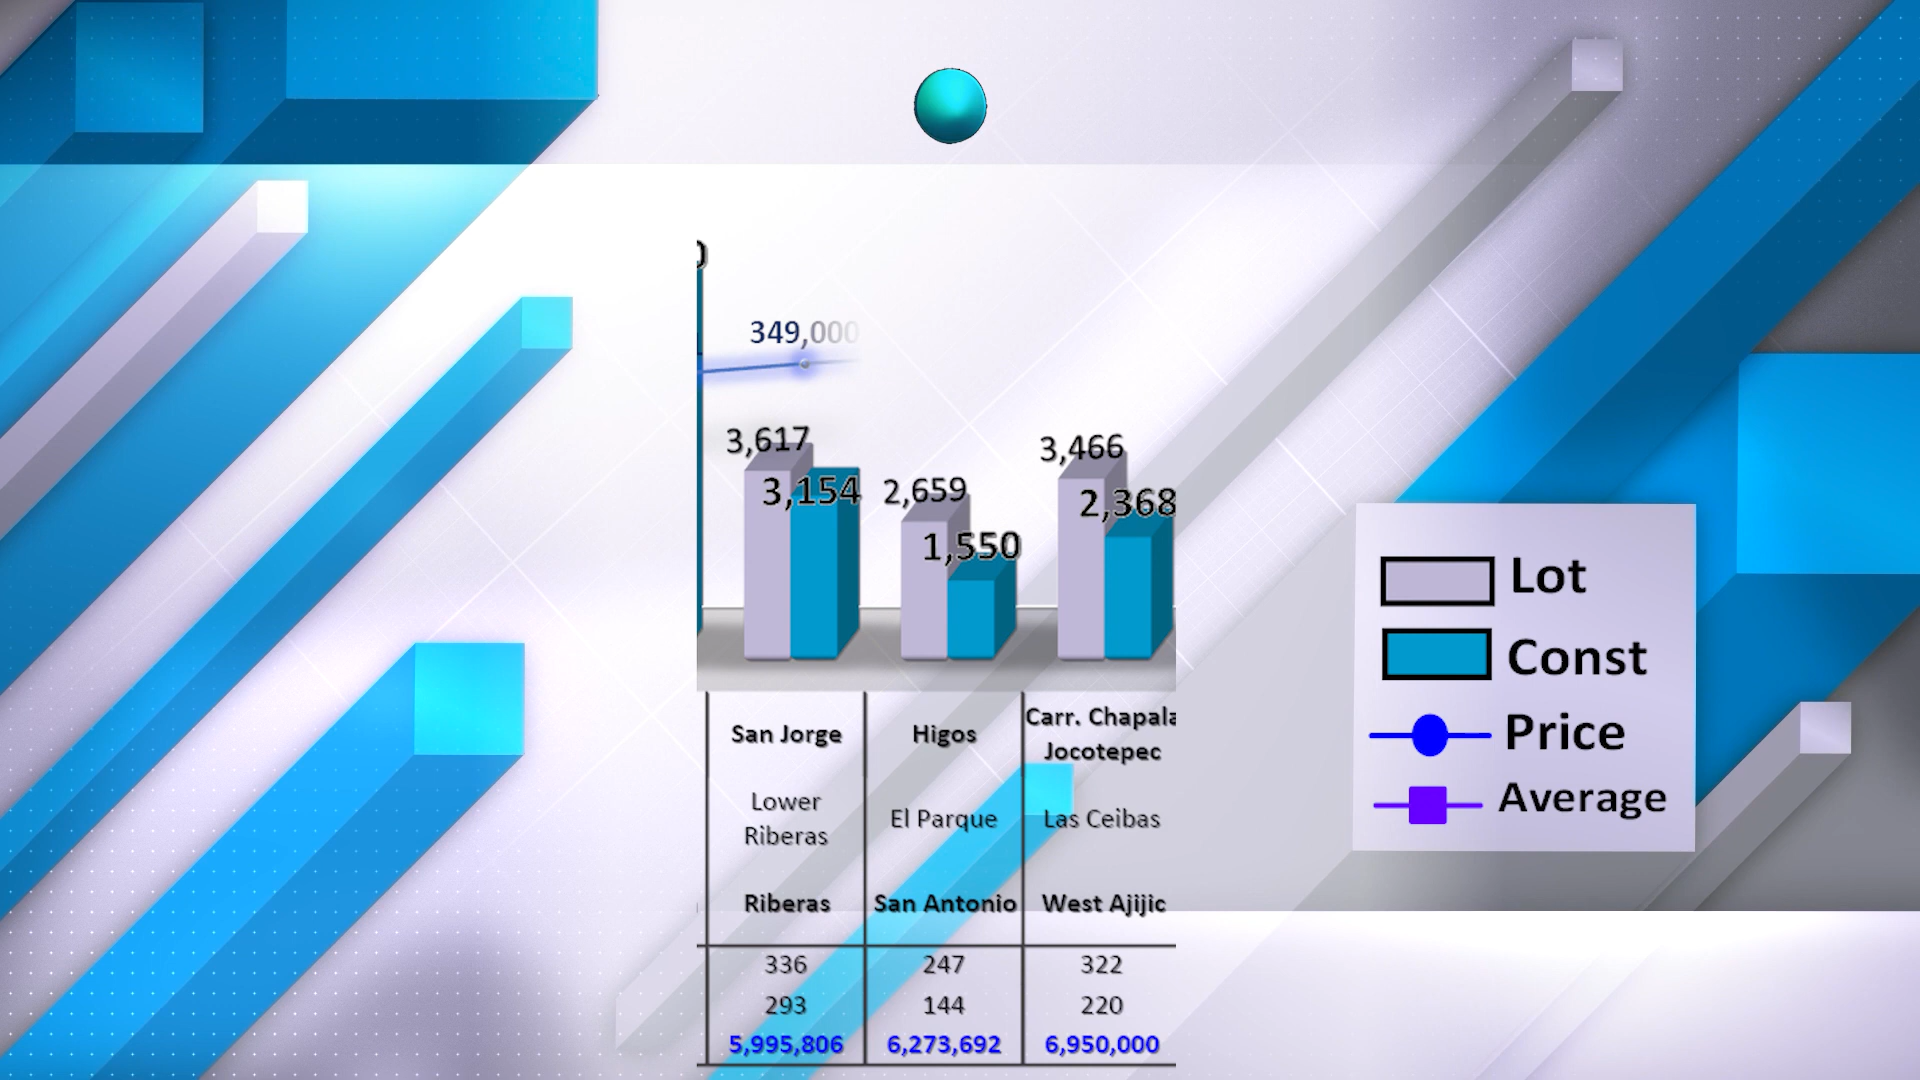 349,000
3,617
3,154
2,659
1,550
3,466
2,368
Lot
Const
Price
Average
San Jorge
Higos
Carr. Chapala
Jocotepec
Lower
Riberas
El Parque
Las Ceibas
Riberas
San Antonio
West Ajijic
336
247
322
293
144
220
5,995,806
6,273,692
6,950,000